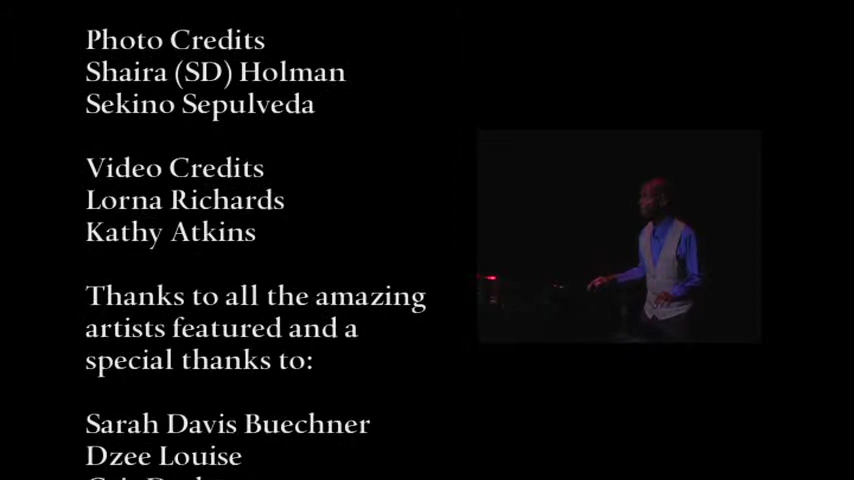 Photo Credits
Shaira (SD) Holman
Sekino Sepulveda
Video Credits
Lorna Richards
Kathy Atkins
Thanks to all the amazing
artists featured and a
special thanks to:
Sarah Davis Buechner
Dzee Louise